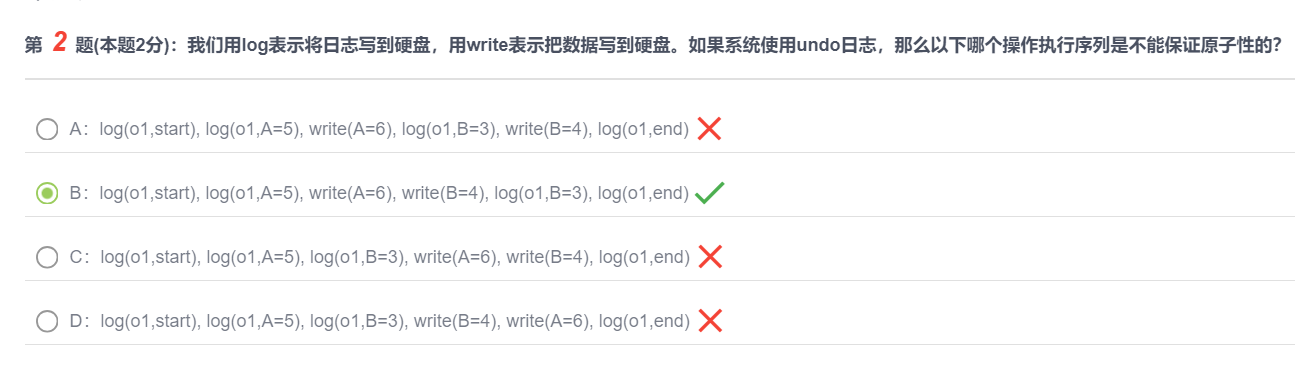 第 2 题(本题2分)：我们用log表示将日志写到硬盘，用write表示把数据写到硬盘。如果系统使用undo日志，那么以下哪个操作执行序列是不能保证原子性的?
A：log(o1,start), log(o1,A=5), write(A=6), log(o1,B=3), write(B=4), log(o1,end)
B：log(o1,start), log(o1,A=5), write(A=6), write(B=4), log(o1,B=3), log(o1,end)
C：log(o1,start), log(o1,A=5), log(o1,B=3), write(A=6), write(B=4), log(o1,end)
D：log(o1,start), log(o1,A=5), log(o1,B=3), write(B=4), write(A=6), log(o1,end)